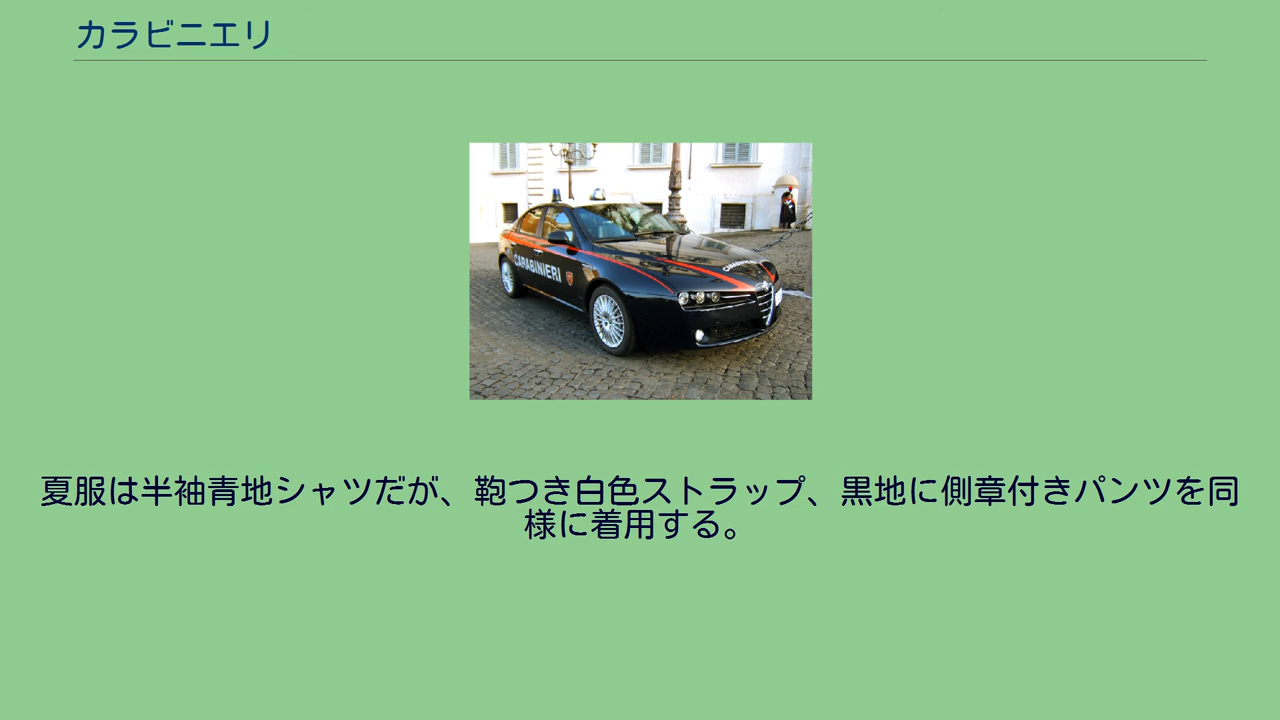 カラビニエリ
CARABINIERI
夏服は半袖青地シャツだが、鞄つき白色ストラップ、黒地に側章付きパンツを同
様に着用する。